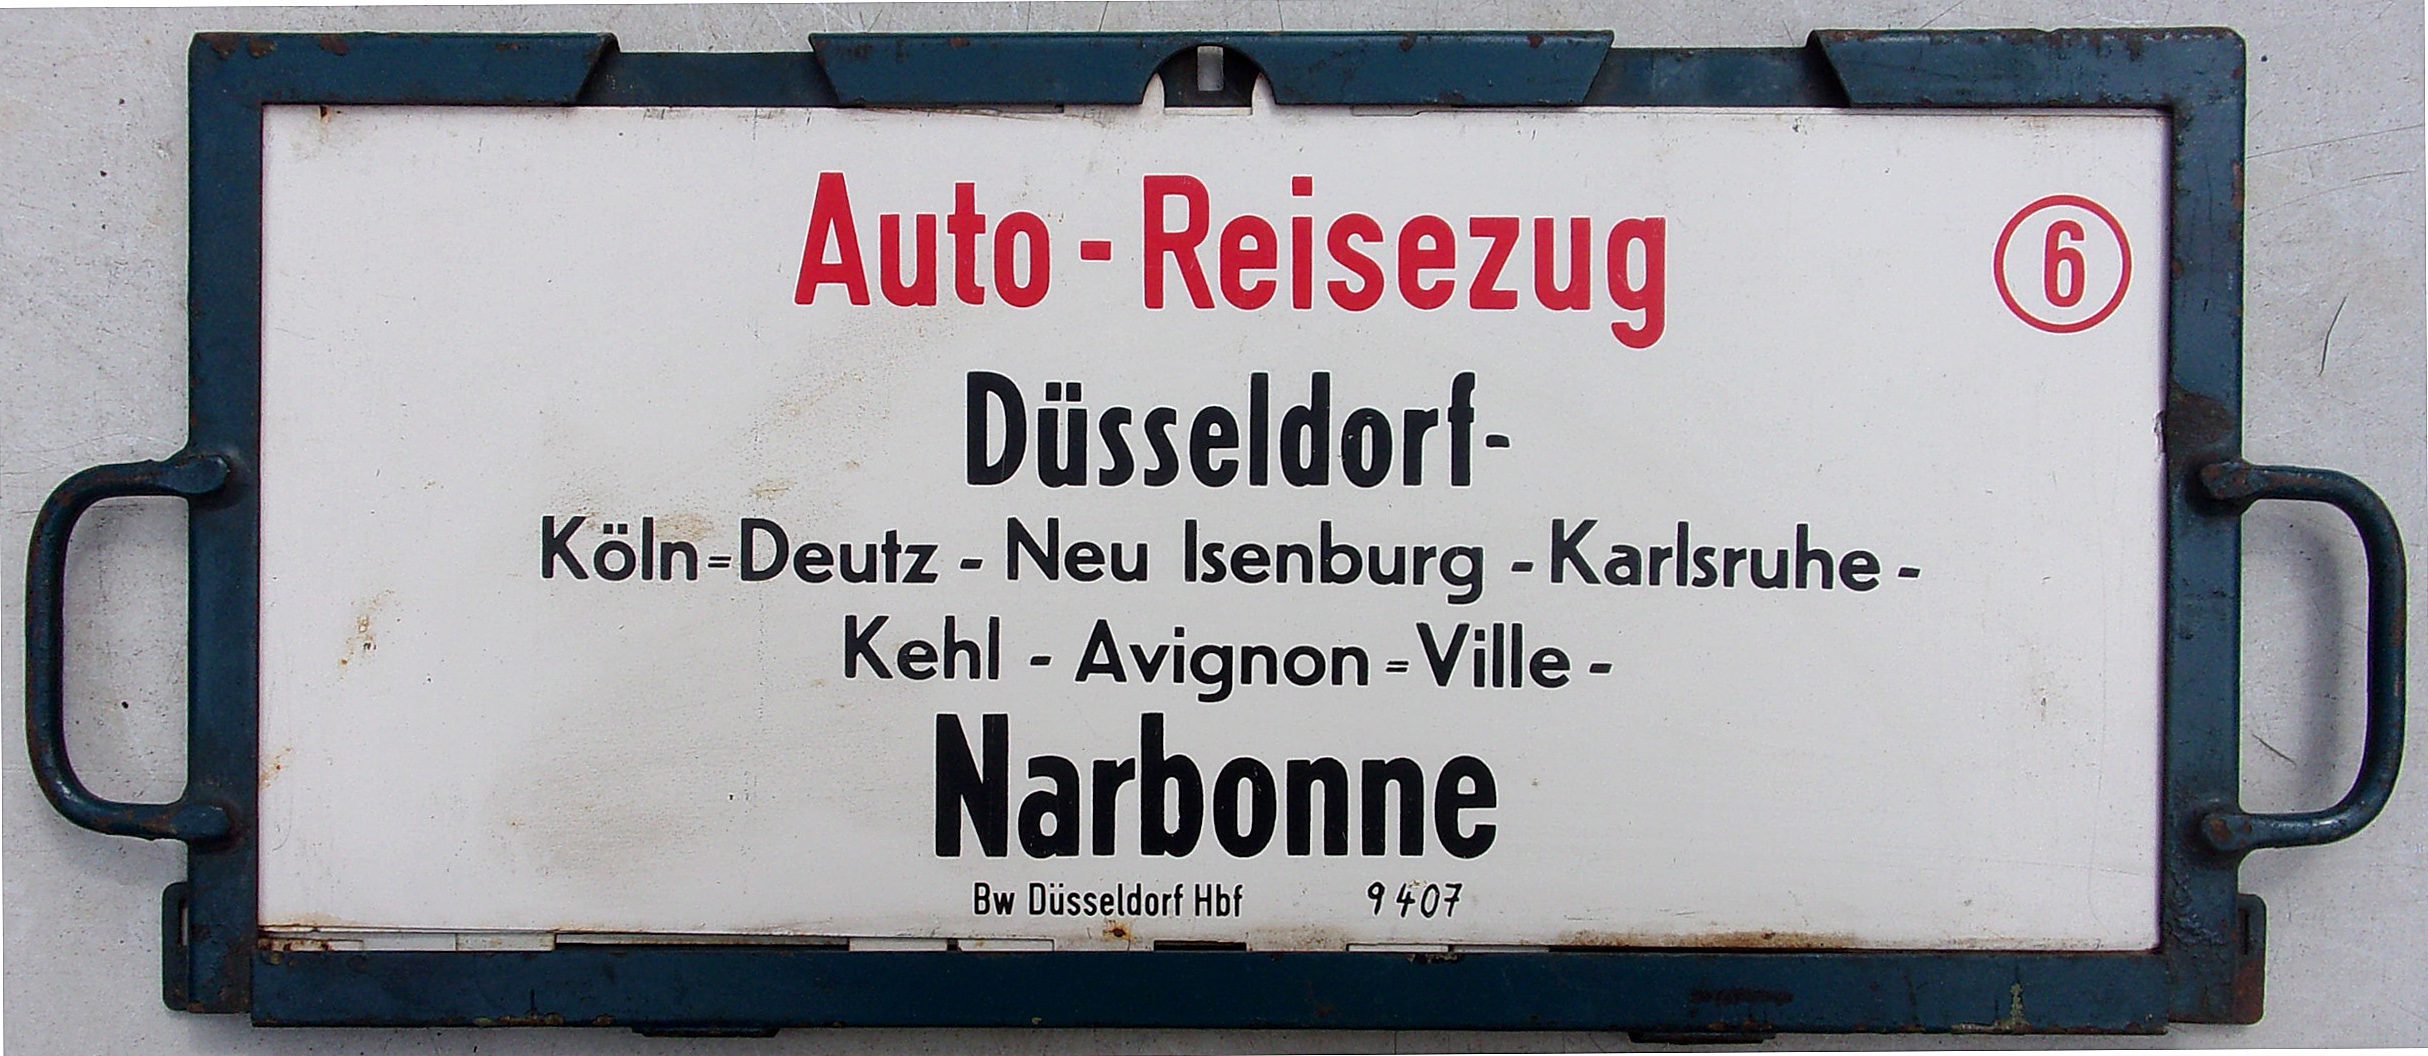 Auto - Reisezug
6
Düsseldorf-
Köln=Deutz - Neu Isenburg - Karlsruhe -
Kehl - Avignon=Ville -
Narbonne
Bw Düsseldorf Hbf 9407